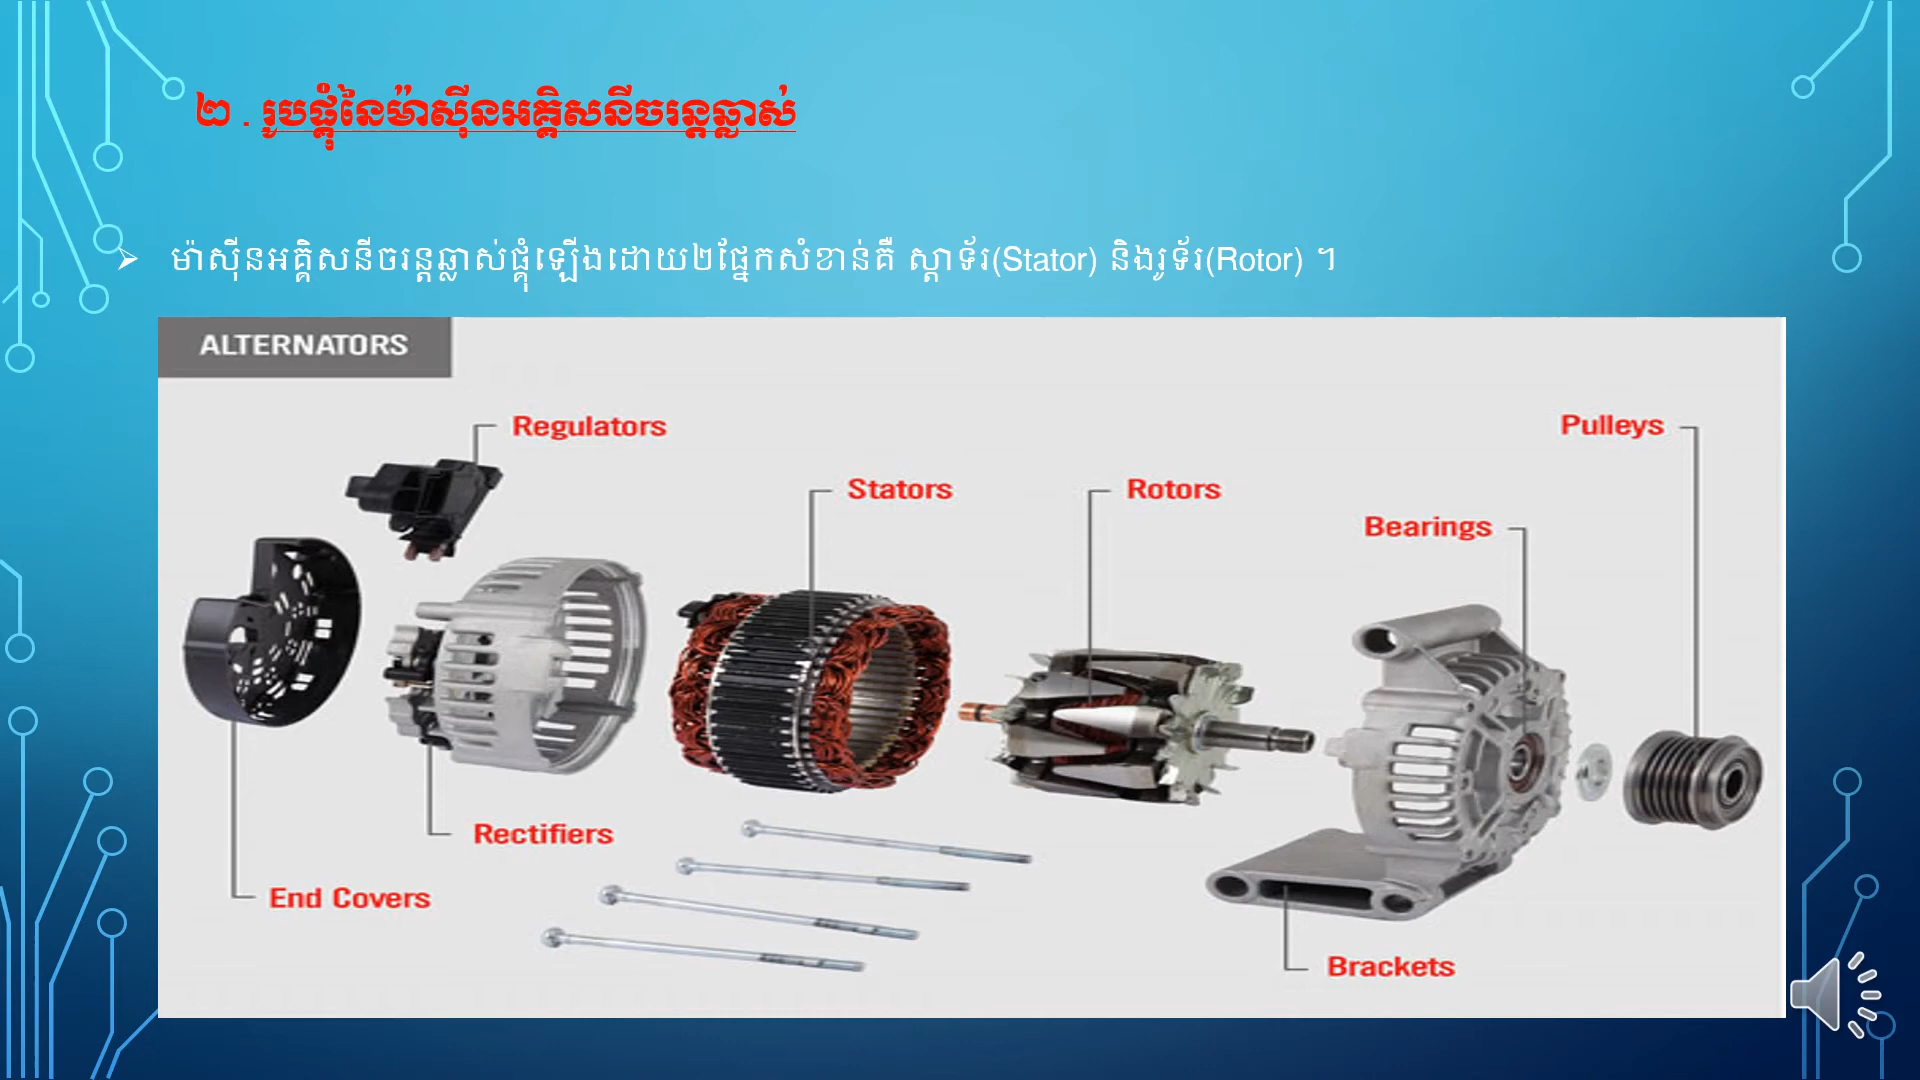 ២ . រូបផ្គុំនៃម៉ាស៊ីនអគ្គិសនីចរន្តឆ្លាស់
ម៉ាស៊ីនអគ្គិសនីចរន្តឆ្លាស់ផ្គុំឡើងដោយ២ផ្នែកសំខាន់គឺ ស្តាទ័រ(Stator) និងរូទ័រ(Rotor) ។
ALTERNATORS
Regulators
Pulleys
Stators
Rotors
Bearings
Rectifiers
End Covers
Brackets